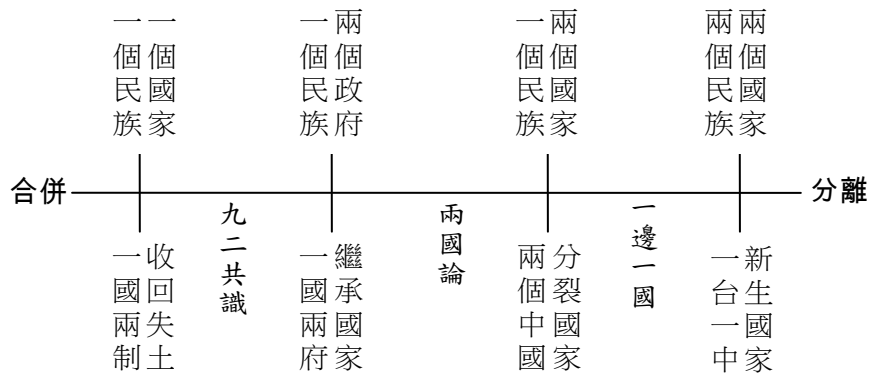 一個國家
一個民族
兩個政府
一個民族
兩個國家
一個民族
兩個國家
兩個民族
合併
分離
收回失土
一國兩制
九二共識
繼承國家
一國兩府
兩國論
分裂國家
兩個中國
一邊一國
新生國家
一台一中